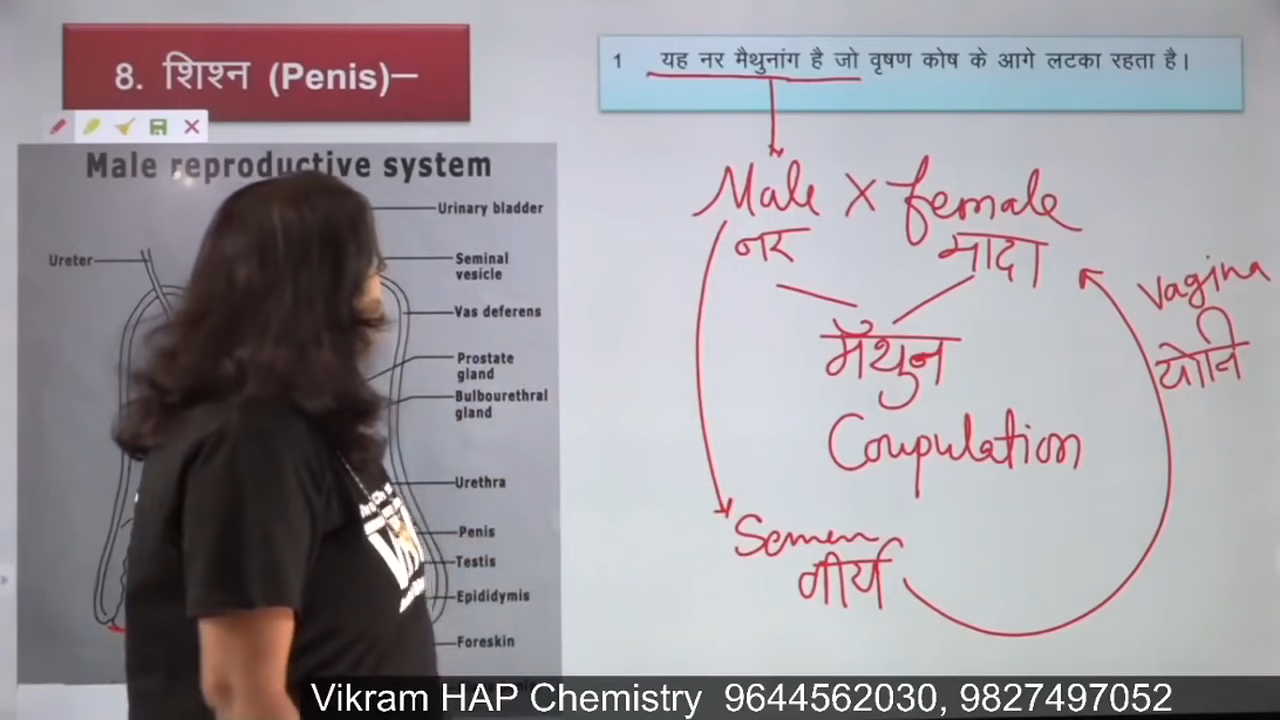 8. शिश्न (Penis)–
1 यह नर मैथुनांग है जो वृषण कोष के आगे लटका रहता है।
Male reproductive system
Urinary bladder
Ureter
Seminal
vesicle
Vas deferens
Prostate
gland
Bulbourethral
gland
Urethra
Penis
Testis
Epididymis
Foreskin
Male X female
नर मादा
मैथुन
Coupulation
Semen
वीर्य
Vagina
योनि
Vikram HAP Chemistry 9644562030, 9827497052